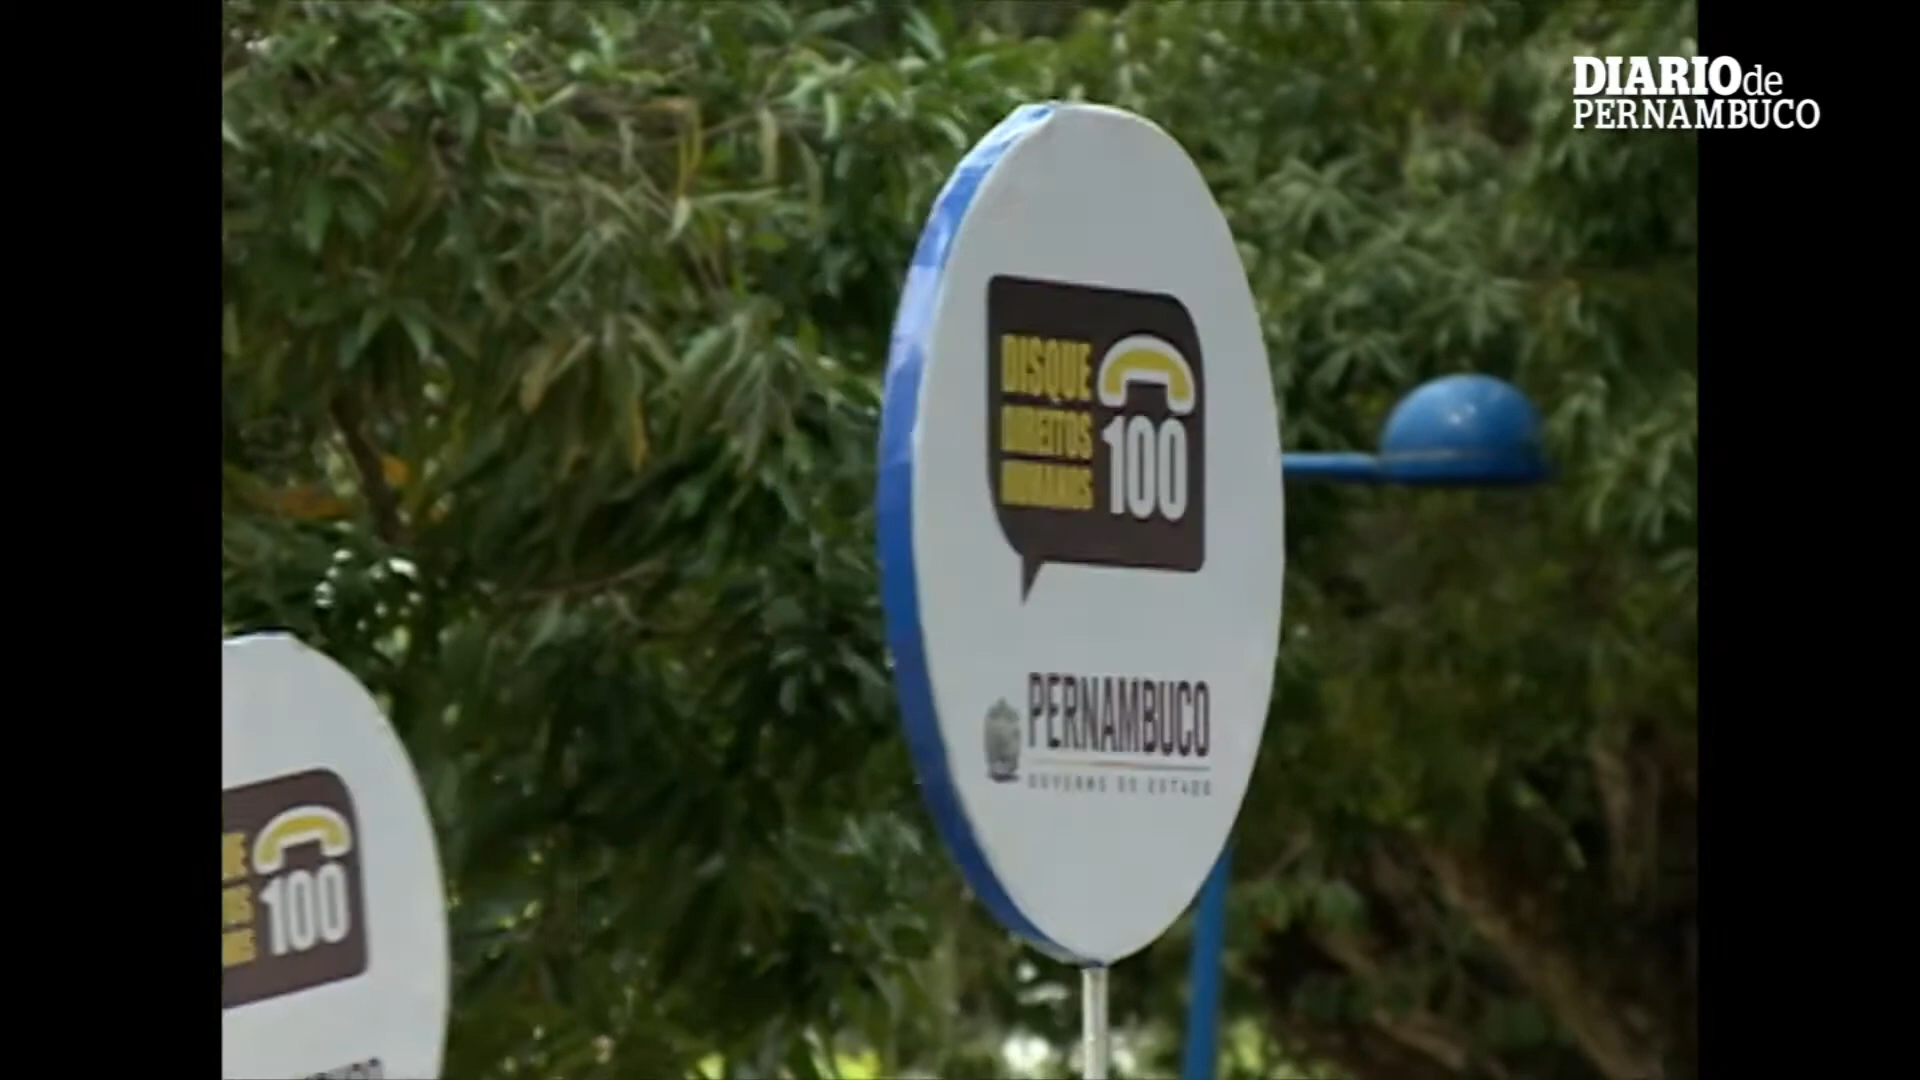 DIARIO de
PERNAMBUCO
DISQUE
DIREITOS
HUMANOS
100
PERNAMBUCO
GOVERNO DO ESTADO
100